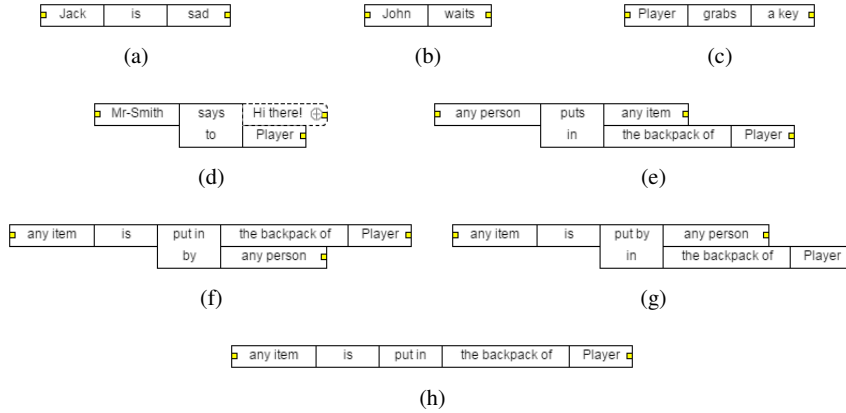 Jack is sad
John waits
Player grabs a key
(a)
(b)
(c)
Mr-Smith says Hi there!
to Player
any person puts any item
in the backpack of Player
(d)
(e)
any item is put in the backpack of Player
by any person
any item is put by any person
in the backpack of Player
(f)
(g)
any item is put in the backpack of Player
(h)